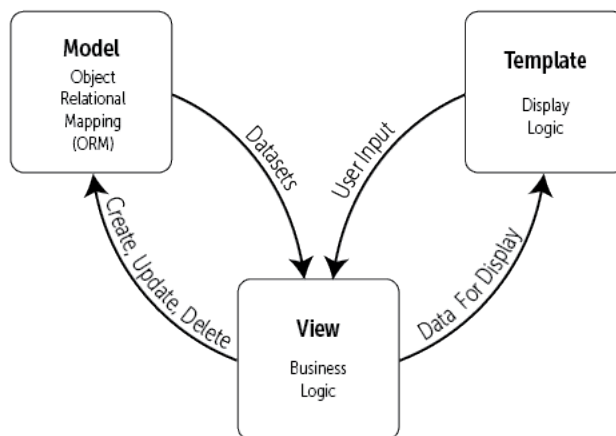 Model
Object
Relational
Mapping
(ORM)
Template
Display
Logic
Datasets
User Input
Create, Update, Delete
Data For Display
View
Business
Logic